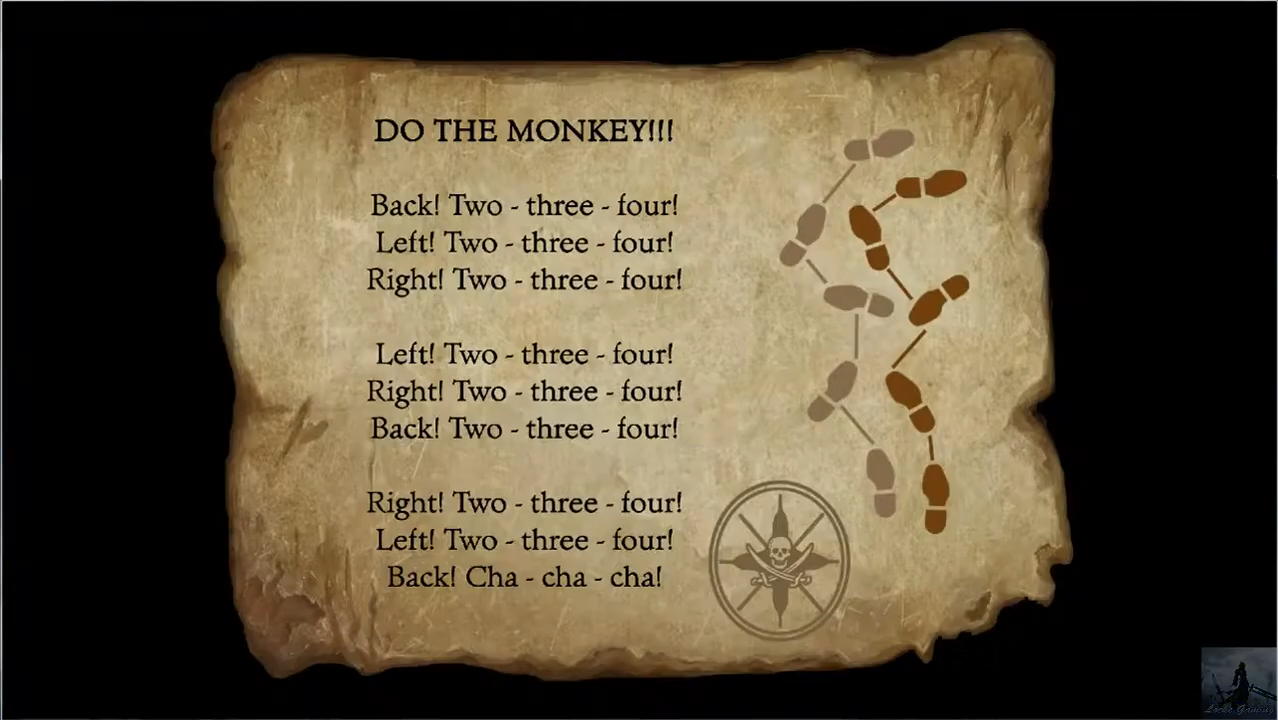 DO THE MONKEY!!!
Back! Two - three - four!
Left! Two - three - four!
Right! Two - three - four!
Left! Two - three - four!
Right! Two - three - four!
Back! Two - three - four!
Right! Two - three - four!
Left! Two - three - four!
Back! Cha - cha - cha!